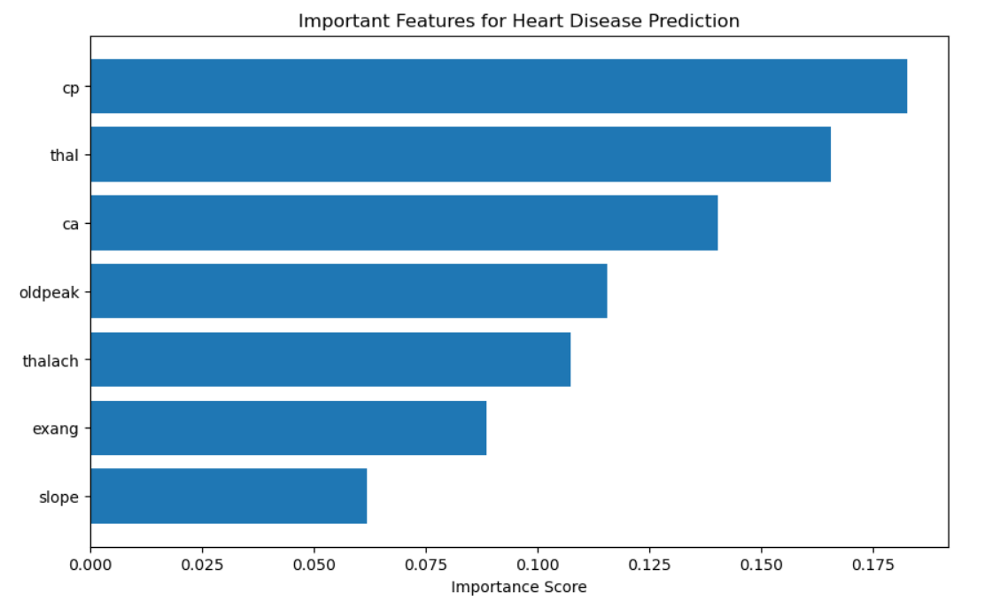 Important Features for Heart Disease Prediction
cp
thal
ca
oldpeak
thalach
exang
slope
0.000 0.025 0.050 0.075 0.100 0.125 0.150 0.175
Importance Score